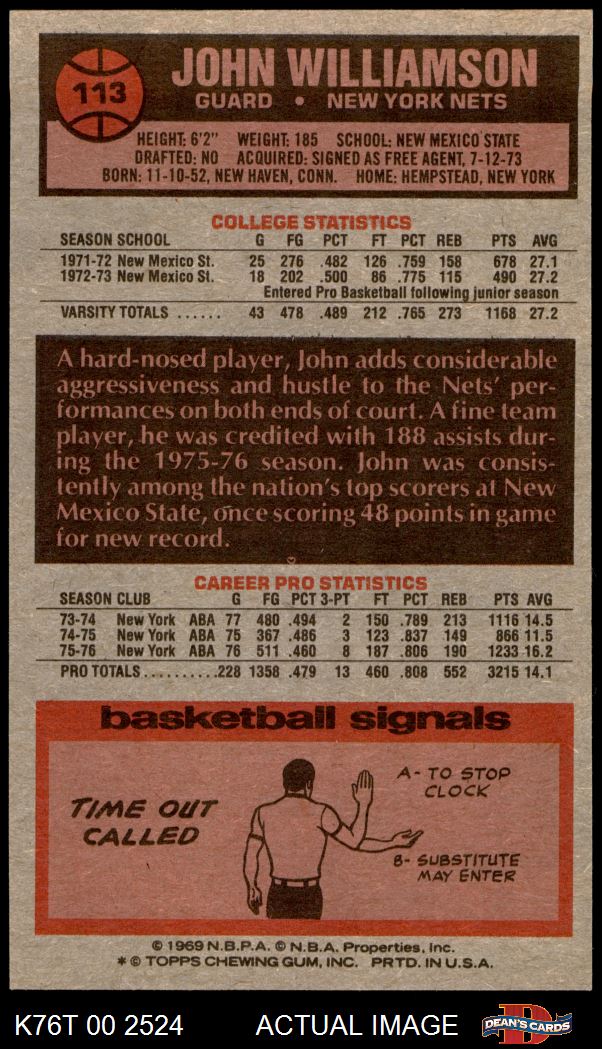 113
JOHN WILLIAMSON
GUARD • NEW YORK NETS
HEIGHT: 6'2" WEIGHT: 185 SCHOOL: NEW MEXICO STATE
DRAFTED: NO ACQUIRED: SIGNED AS FREE AGENT, 7-12-73
BORN: 11-10-52, NEW HAVEN, CONN. HOME: HEMPSTEAD, NEW YORK
COLLEGE STATISTICS
SEASON SCHOOL G FG PCT FT PCT REB PTS AVG
1971-72 New Mexico St. 25 276 .482 126 .759 158 678 27.1
1972-73 New Mexico St. 18 202 .500 86 .775 115 490 27.2
Entered Pro Basketball following junior season
VARSITY TOTALS ...... 43 478 .489 212 .765 273 1168 27.2
A hard-nosed player, John adds considerable
aggressiveness and hustle to the Nets' per-
formances on both ends of court. A fine team
player, he was credited with 188 assists dur-
ing the 1975-76 season. John was consis-
tently among the nation's top scorers at New
Mexico State, once scoring 48 points in game
for new record.
CAREER PRO STATISTICS
SEASON CLUB G FG PCT 3-PT FT PCT REB PTS AVG
73-74 New York ABA 77 480 .494 2 150 .789 213 1116 14.5
74-75 New York ABA 75 367 .486 3 123 .837 149 866 11.5
75-76 New York ABA 76 511 .460 8 187 .806 190 1233 16.2
PRO TOTALS..........228 1358 .479 13 460 .808 552 3215 14.1
basketball signals
TIME OUT
CALLED
A- TO STOP
CLOCK
B- SUBSTITUTE
MAY ENTER
© 1969 N.B.P.A. © N.B.A. Properties, Inc.
* © TOPPS CHEWING GUM, INC. PRTD. IN U.S.A.
K76T 00 2524 ACTUAL IMAGE
D
DEAN'S CARDS